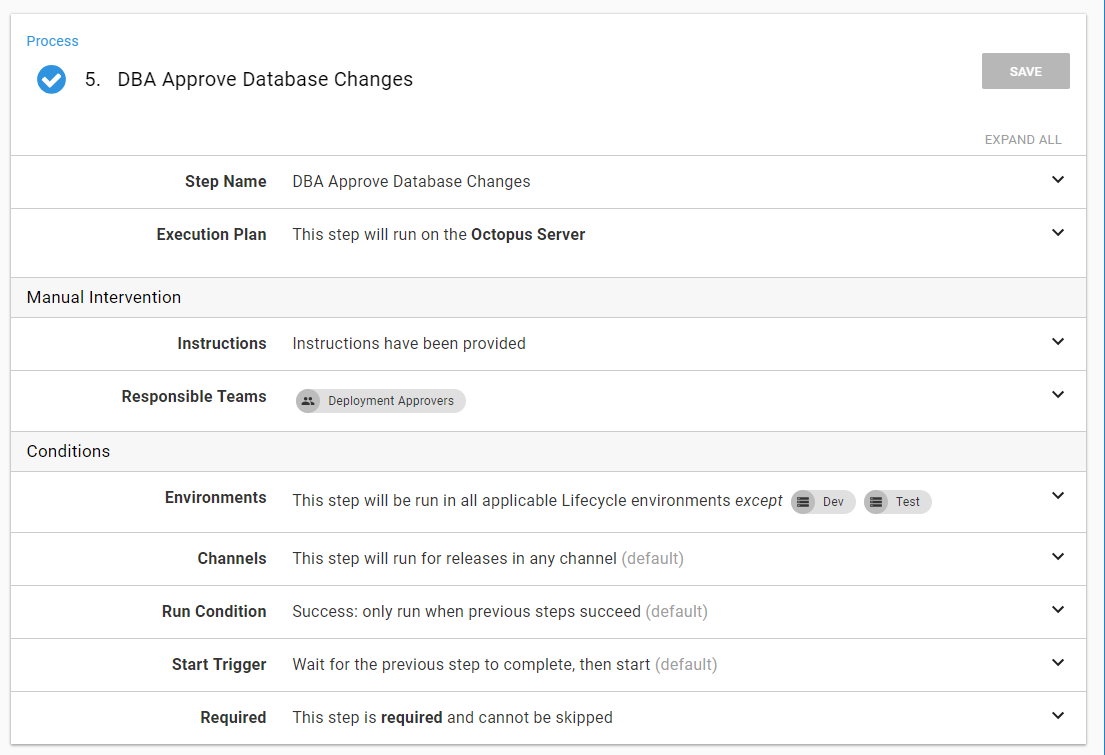 Process
5. DBA Approve Database Changes
SAVE
EXPAND ALL
Step Name DBA Approve Database Changes
Execution Plan This step will run on the Octopus Server
Manual Intervention
Instructions Instructions have been provided
Responsible Teams Deployment Approvers
Conditions
Environments This step will be run in all applicable Lifecycle environments except Dev Test
Channels This step will run for releases in any channel (default)
Run Condition Success: only run when previous steps succeed (default)
Start Trigger Wait for the previous step to complete, then start (default)
Required This step is required and cannot be skipped